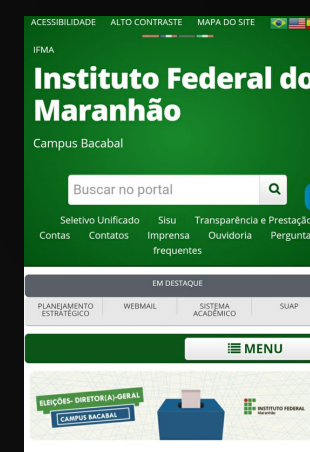 ACESSIBILIDADE ALTO CONTRASTE MAPA DO SITE
IFMA
Instituto Federal do
Maranhão
Campus Bacabal
Buscar no portal
Seletivo Unificado Sisu Transparência e Prestação
Contas Contatos Imprensa Ouvidoria Pergunta
frequentes
EM DESTAQUE
PLANEJAMENTO ESTRATÉGICO WEBMAIL SISTEMA ACADÊMICO SUAP
MENU
ELEIÇÕES- DIRETOR(A)-GERAL
CAMPUS BACABAL
INSTITUTO FEDERAL
Maranhão